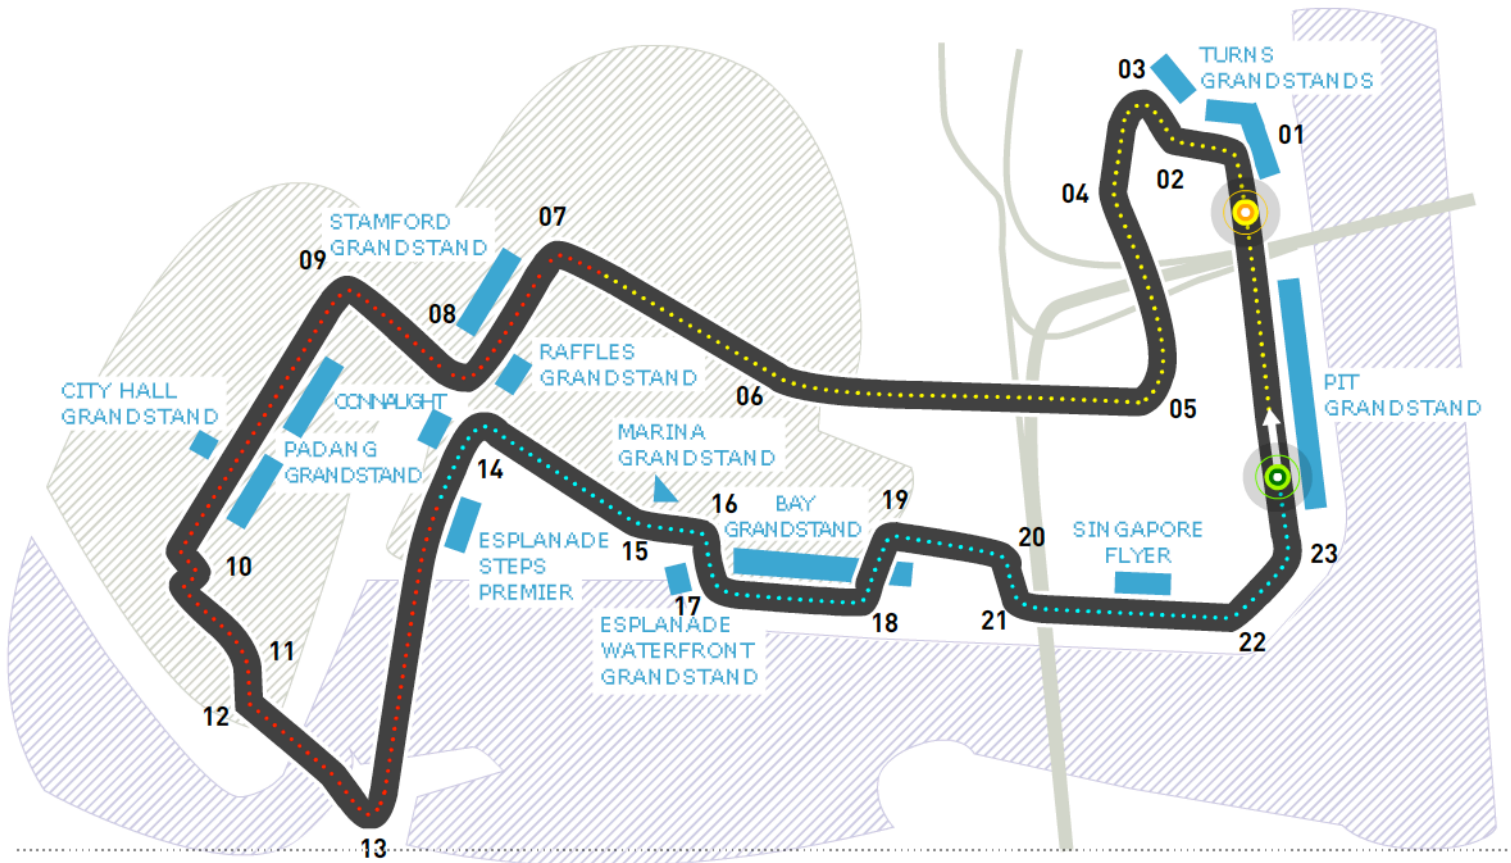 03
TURNS
GRANDSTANDS
01
02
04
07
STAMFORD
GRANDSTAND
09
08
RAFFLES
GRANDSTAND
06
05
PIT
GRANDSTAND
CITY HALL
GRANDSTAND
CONNAUGHT
PADANG
GRANDSTAND
14
MARINA
GRANDSTAND
16
BAY
GRANDSTAND
19
15
20
SINGAPORE
FLYER
23
ESPLANADE
STEPS
PREMIER
10
17
18
21
22
ESPLANADE
WATERFRONT
GRANDSTAND
11
12
13